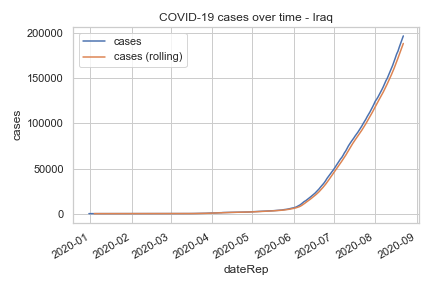 COVID-19 cases over time - Iraq
cases
cases (rolling)
200000
150000
100000
50000
0
cases
2020-01
2020-02
2020-03
2020-04
2020-05
2020-06
2020-07
2020-08
2020-09
dateRep